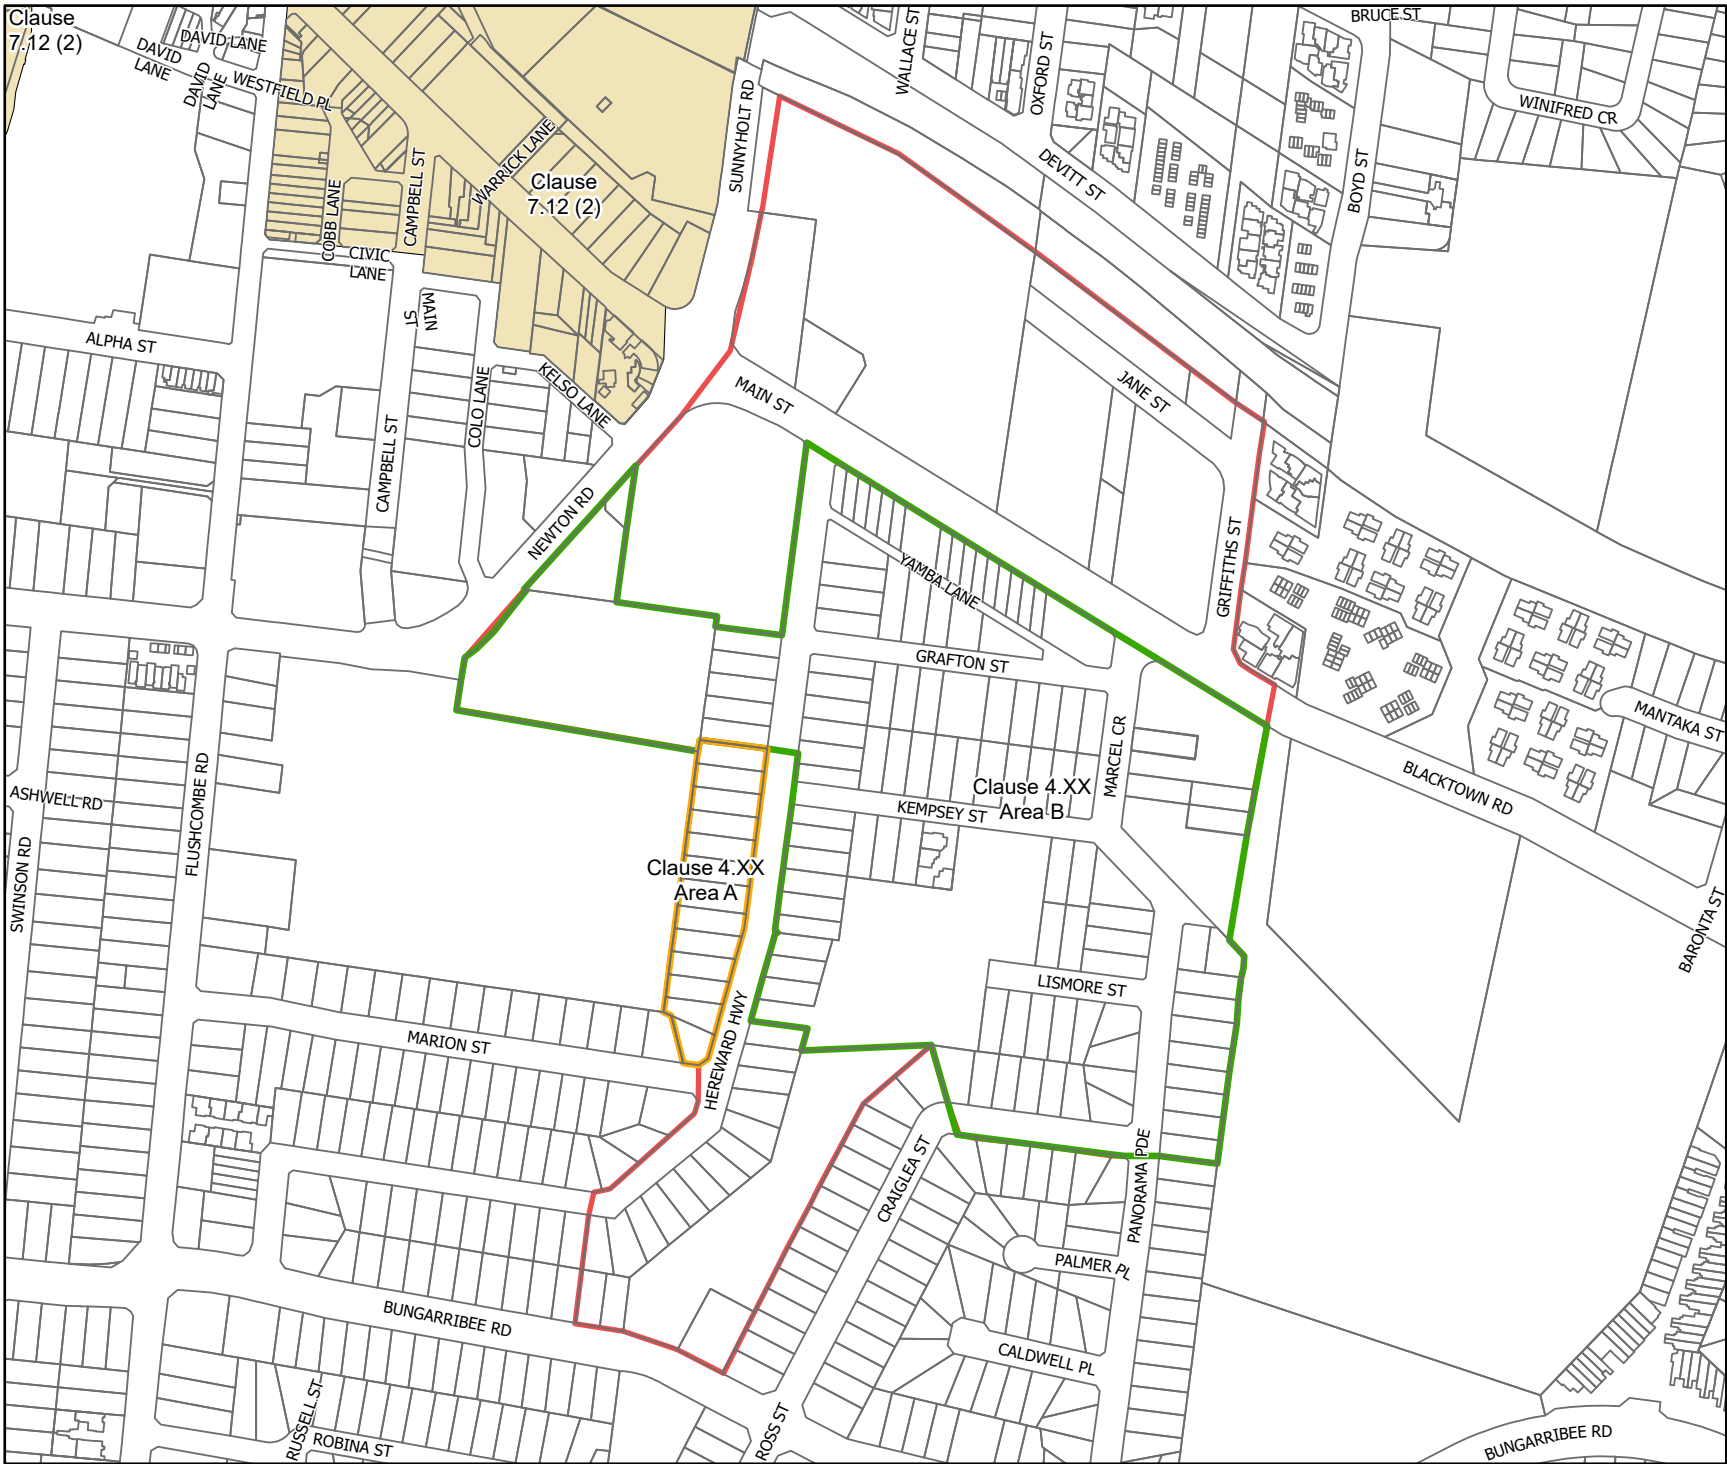 Clause
7.12 (2)
DAVID LANE
DAVID
LANE
DAVID
LANE
WESTFIELD PL
SUNNYHOLT RD
WALLACE ST
OXFORD ST
BRUCE ST
WINIFRED CR
BOYD ST
DEVITT ST
WARRICK LANE
Clause
7.12 (2)
CAMPBELL ST
COBB LANE
CIVIC
LANE
MAIN
ST
ALPHA ST
COLO LANE
KELSO LANE
MAIN ST
JANE ST
CAMPBELL ST
NEWTON RD
YAMBA LANE
GRIFFITHS ST
GRAFTON ST
MARCEL CR
MANTAKA ST
FLUSHCOMBE RD
ASHWELL RD
SWINSON RD
Clause 4.XX
Area B
KEMPSEY ST
BLACKTOWN RD
Clause 4.XX
Area A
BARONTA ST
LISMORE ST
HEREWARD HWY
MARION ST
CRAIGLEA ST
PANORAMA PDE
PALMER PL
BUNGARRIBEE RD
CALDWELL PL
RUSSELL ST
ROBINA ST
ROSS ST
BUNGARRIBEE RD